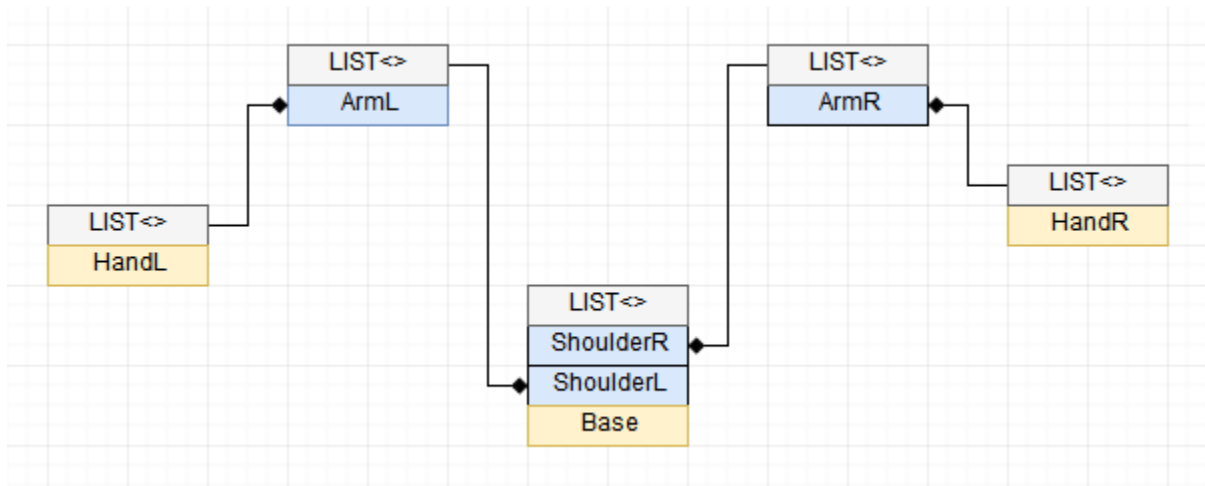 LIST<>
ArmL
LIST<>
ArmR
LIST<>
HandR
LIST<>
HandL
LIST<>
ShoulderR
ShoulderL
Base